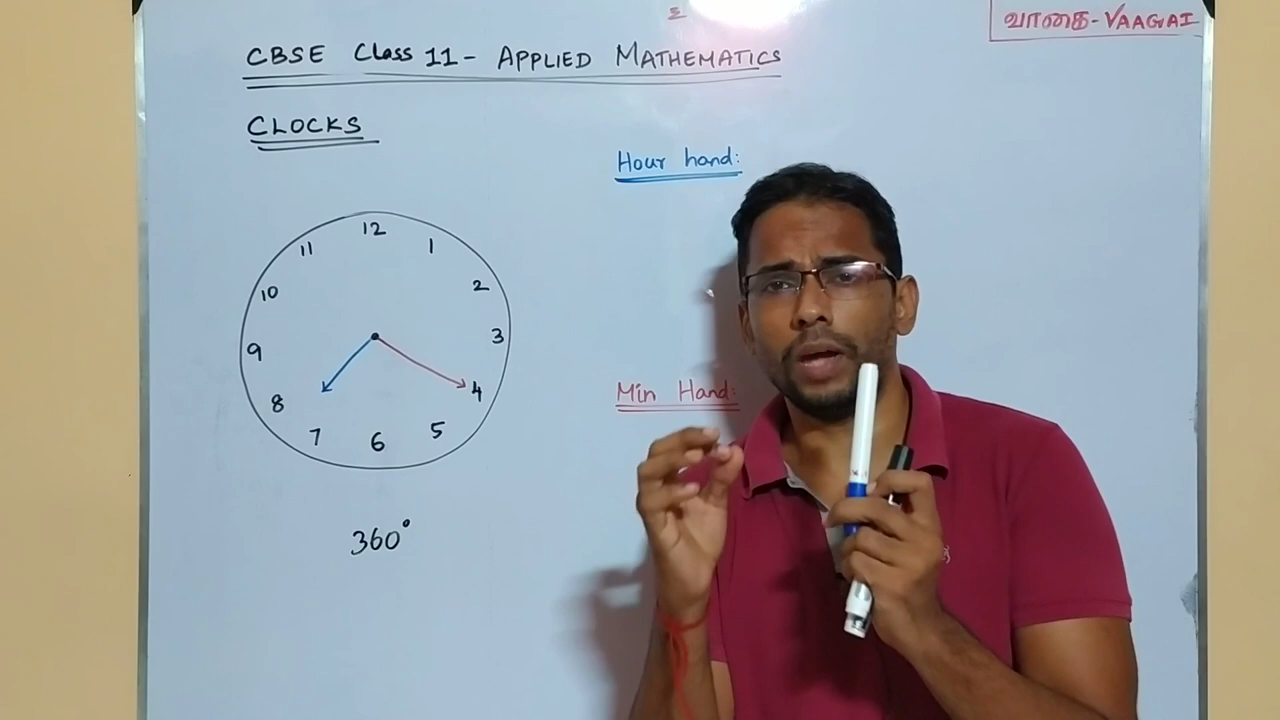 வாகை - VAAGAI
CBSE Class 11 - APPLIED MATHEMATICS
CLOCKS
Hour hand:
12
11
1
10
2
9
3
8
4
7
5
6
Min Hand:
360°